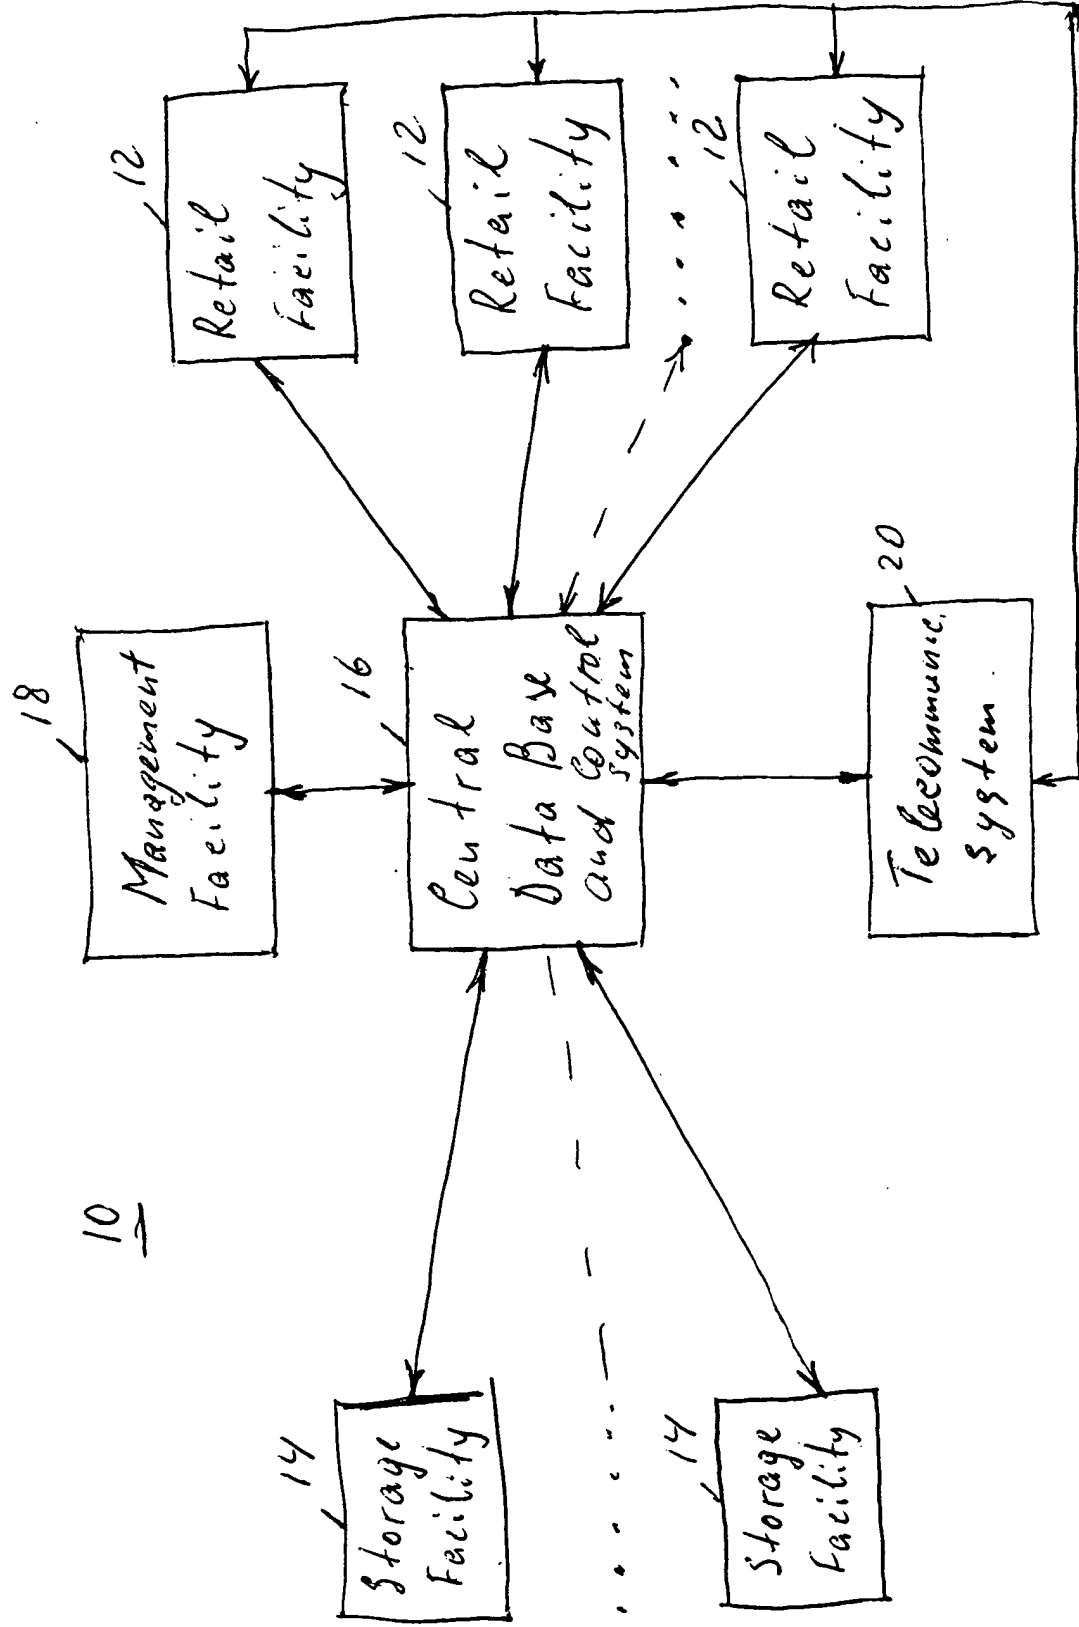 10
18
Management
Facility
14
Storage
Facility
14
Storage
Facility
16
Central
Data Base
and Control
System
20
Telecommunic.
System
12
Retail
Facility
12
Retail
Facility
12
Retail
Facility